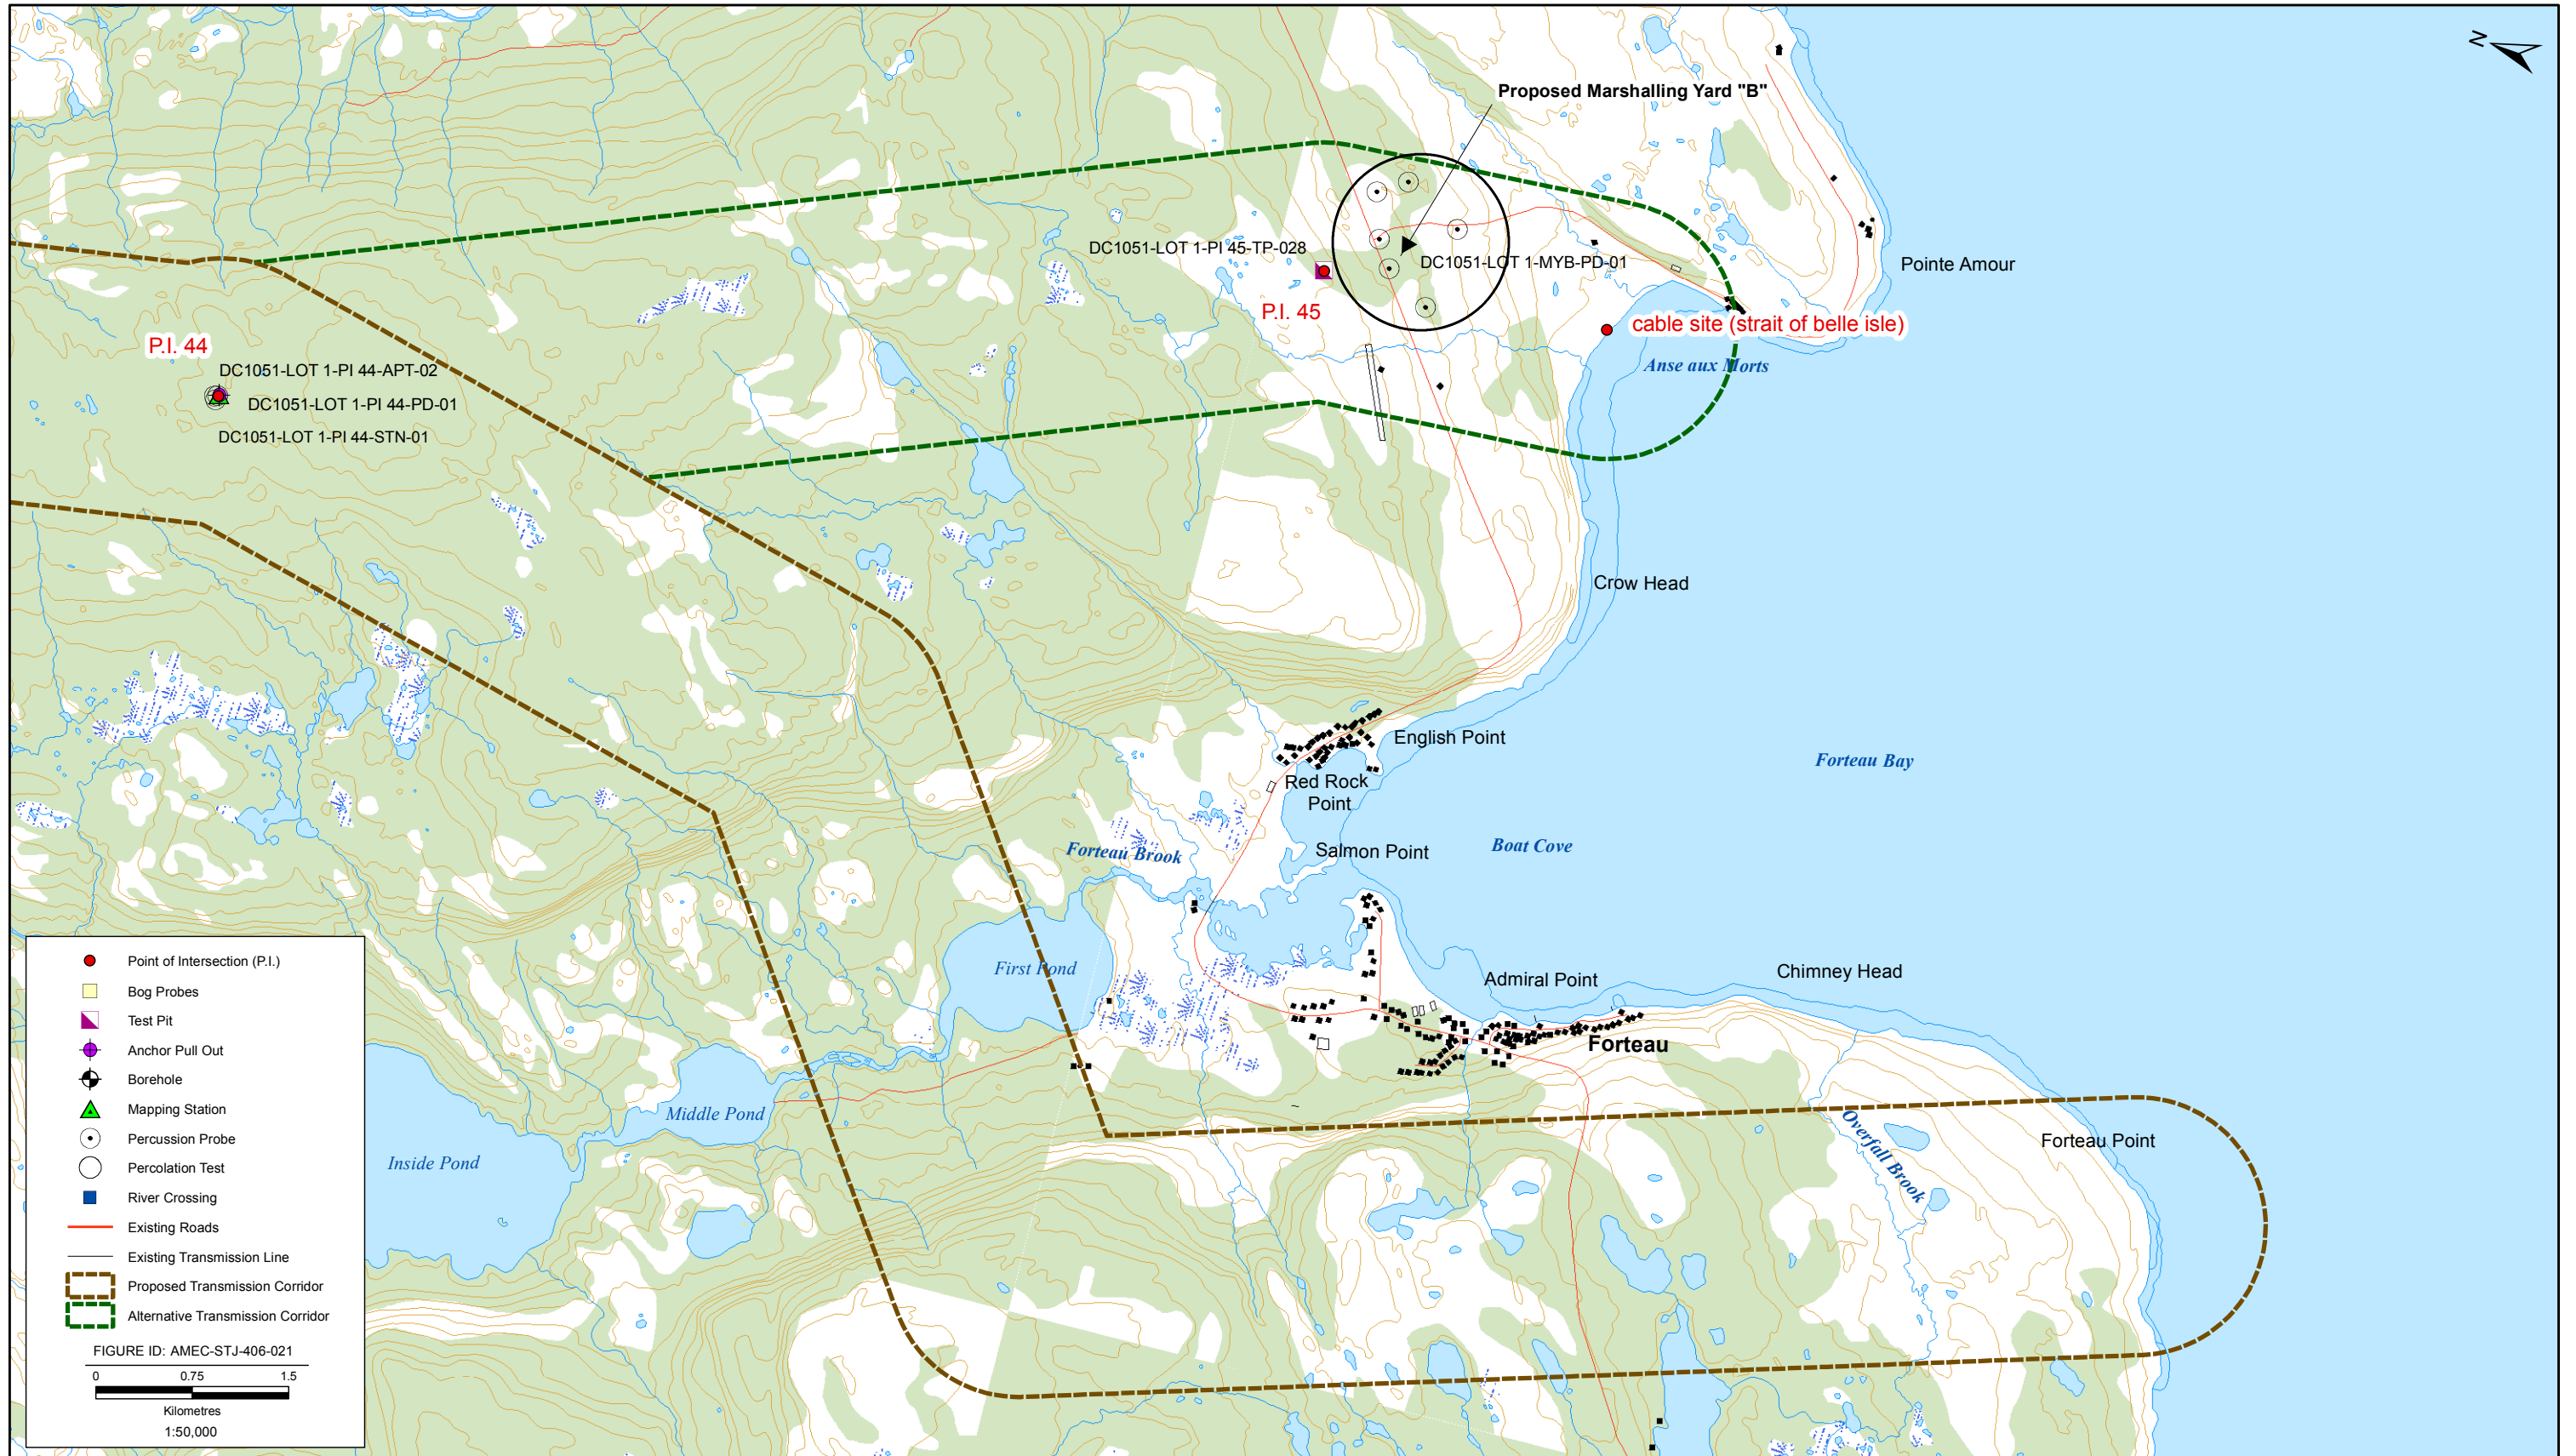 N
Proposed Marshalling Yard "B"
DC1051-LOT 1-PI 45-TP-028
DC1051-LOT 1-MYB-PD-01
Pointe Amour
P.I. 45
cable site (strait of belle isle)
P.I. 44
Anse aux Morts
DC1051-LOT 1-PI 44-APT-02
DC1051-LOT 1-PI 44-PD-01
DC1051-LOT 1-PI 44-STN-01
Crow Head
English Point
Forteau Bay
Red Rock
Point
Boat Cove
Salmon Point
Forteau Brook
First Pond
Admiral Point
Chimney Head
Forteau
Middle Pond
Overfall Brook
Forteau Point
Inside Pond
Point of Intersection (P.I.)
Bog Probes
Test Pit
Anchor Pull Out
Borehole
Mapping Station
Percussion Probe
Percolation Test
River Crossing
Existing Roads
Existing Transmission Line
Proposed Transmission Corridor
Alternative Transmission Corridor
FIGURE ID: AMEC-STJ-406-021
0 0.75 1.5
Kilometres
1:50,000